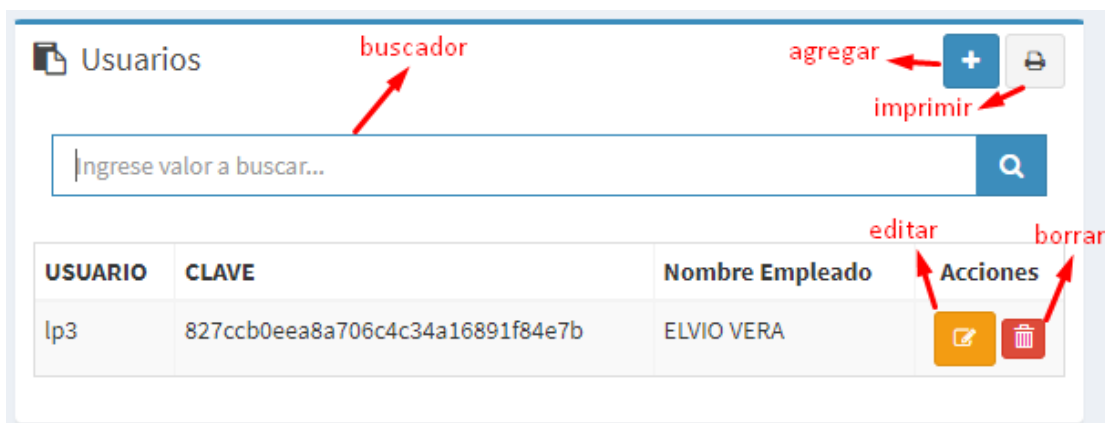 Usuarios
buscador
agregar
imprimir
Ingrese valor a buscar...
editar
borrar
USUARIO CLAVE Nombre Empleado Acciones
lp3 827ccb0eea8a706c4c34a16891f84e7b ELVIO VERA